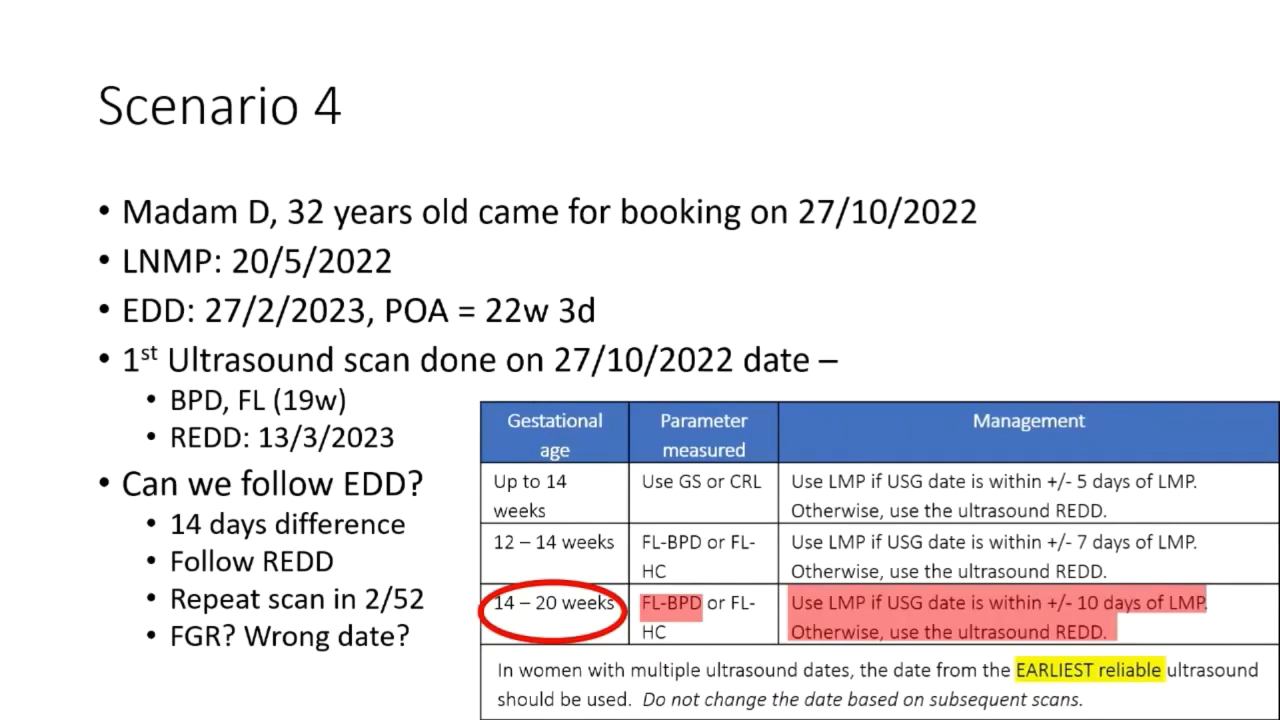 Scenario 4
• Madam D, 32 years old came for booking on 27/10/2022
• LNMP: 20/5/2022
• EDD: 27/2/2023, POA = 22w 3d
• 1st Ultrasound scan done on 27/10/2022 date –
• BPD, FL (19w)
• REDD: 13/3/2023
• Can we follow EDD?
• 14 days difference
• Follow REDD
• Repeat scan in 2/52
• FGR? Wrong date?
Gestational
age
Parameter
measured
Management
Up to 14
weeks
Use GS or CRL
Use LMP if USG date is within +/- 5 days of LMP.
Otherwise, use the ultrasound REDD.
12 – 14 weeks
FL-BPD or FL-
HC
Use LMP if USG date is within +/- 7 days of LMP.
Otherwise, use the ultrasound REDD.
14 – 20 weeks
FL-BPD or FL-
HC
Use LMP if USG date is within +/- 10 days of LMP.
Otherwise, use the ultrasound REDD.
In women with multiple ultrasound dates, the date from the EARLIEST reliable ultrasound
should be used. Do not change the date based on subsequent scans.